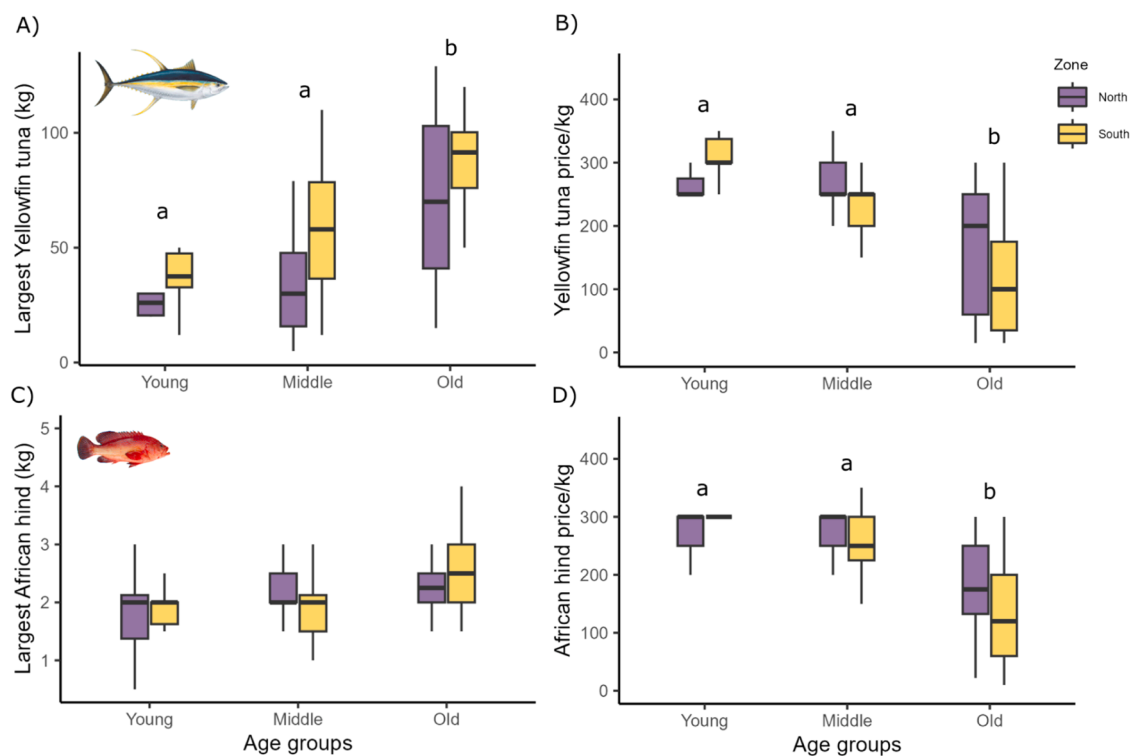 A)
Largest Yellowfin tuna (kg)
100
50
0
a
a
b
Young
Middle
Old
B)
Yellowfin tuna price/kg
400
300
200
100
0
a
a
b
Young
Middle
Old
Zone
North
South
C)
Largest African hind (kg)
5
4
3
2
1
Young
Middle
Old
Age groups
D)
African hind price/kg
400
300
200
100
0
a
a
b
Young
Middle
Old
Age groups